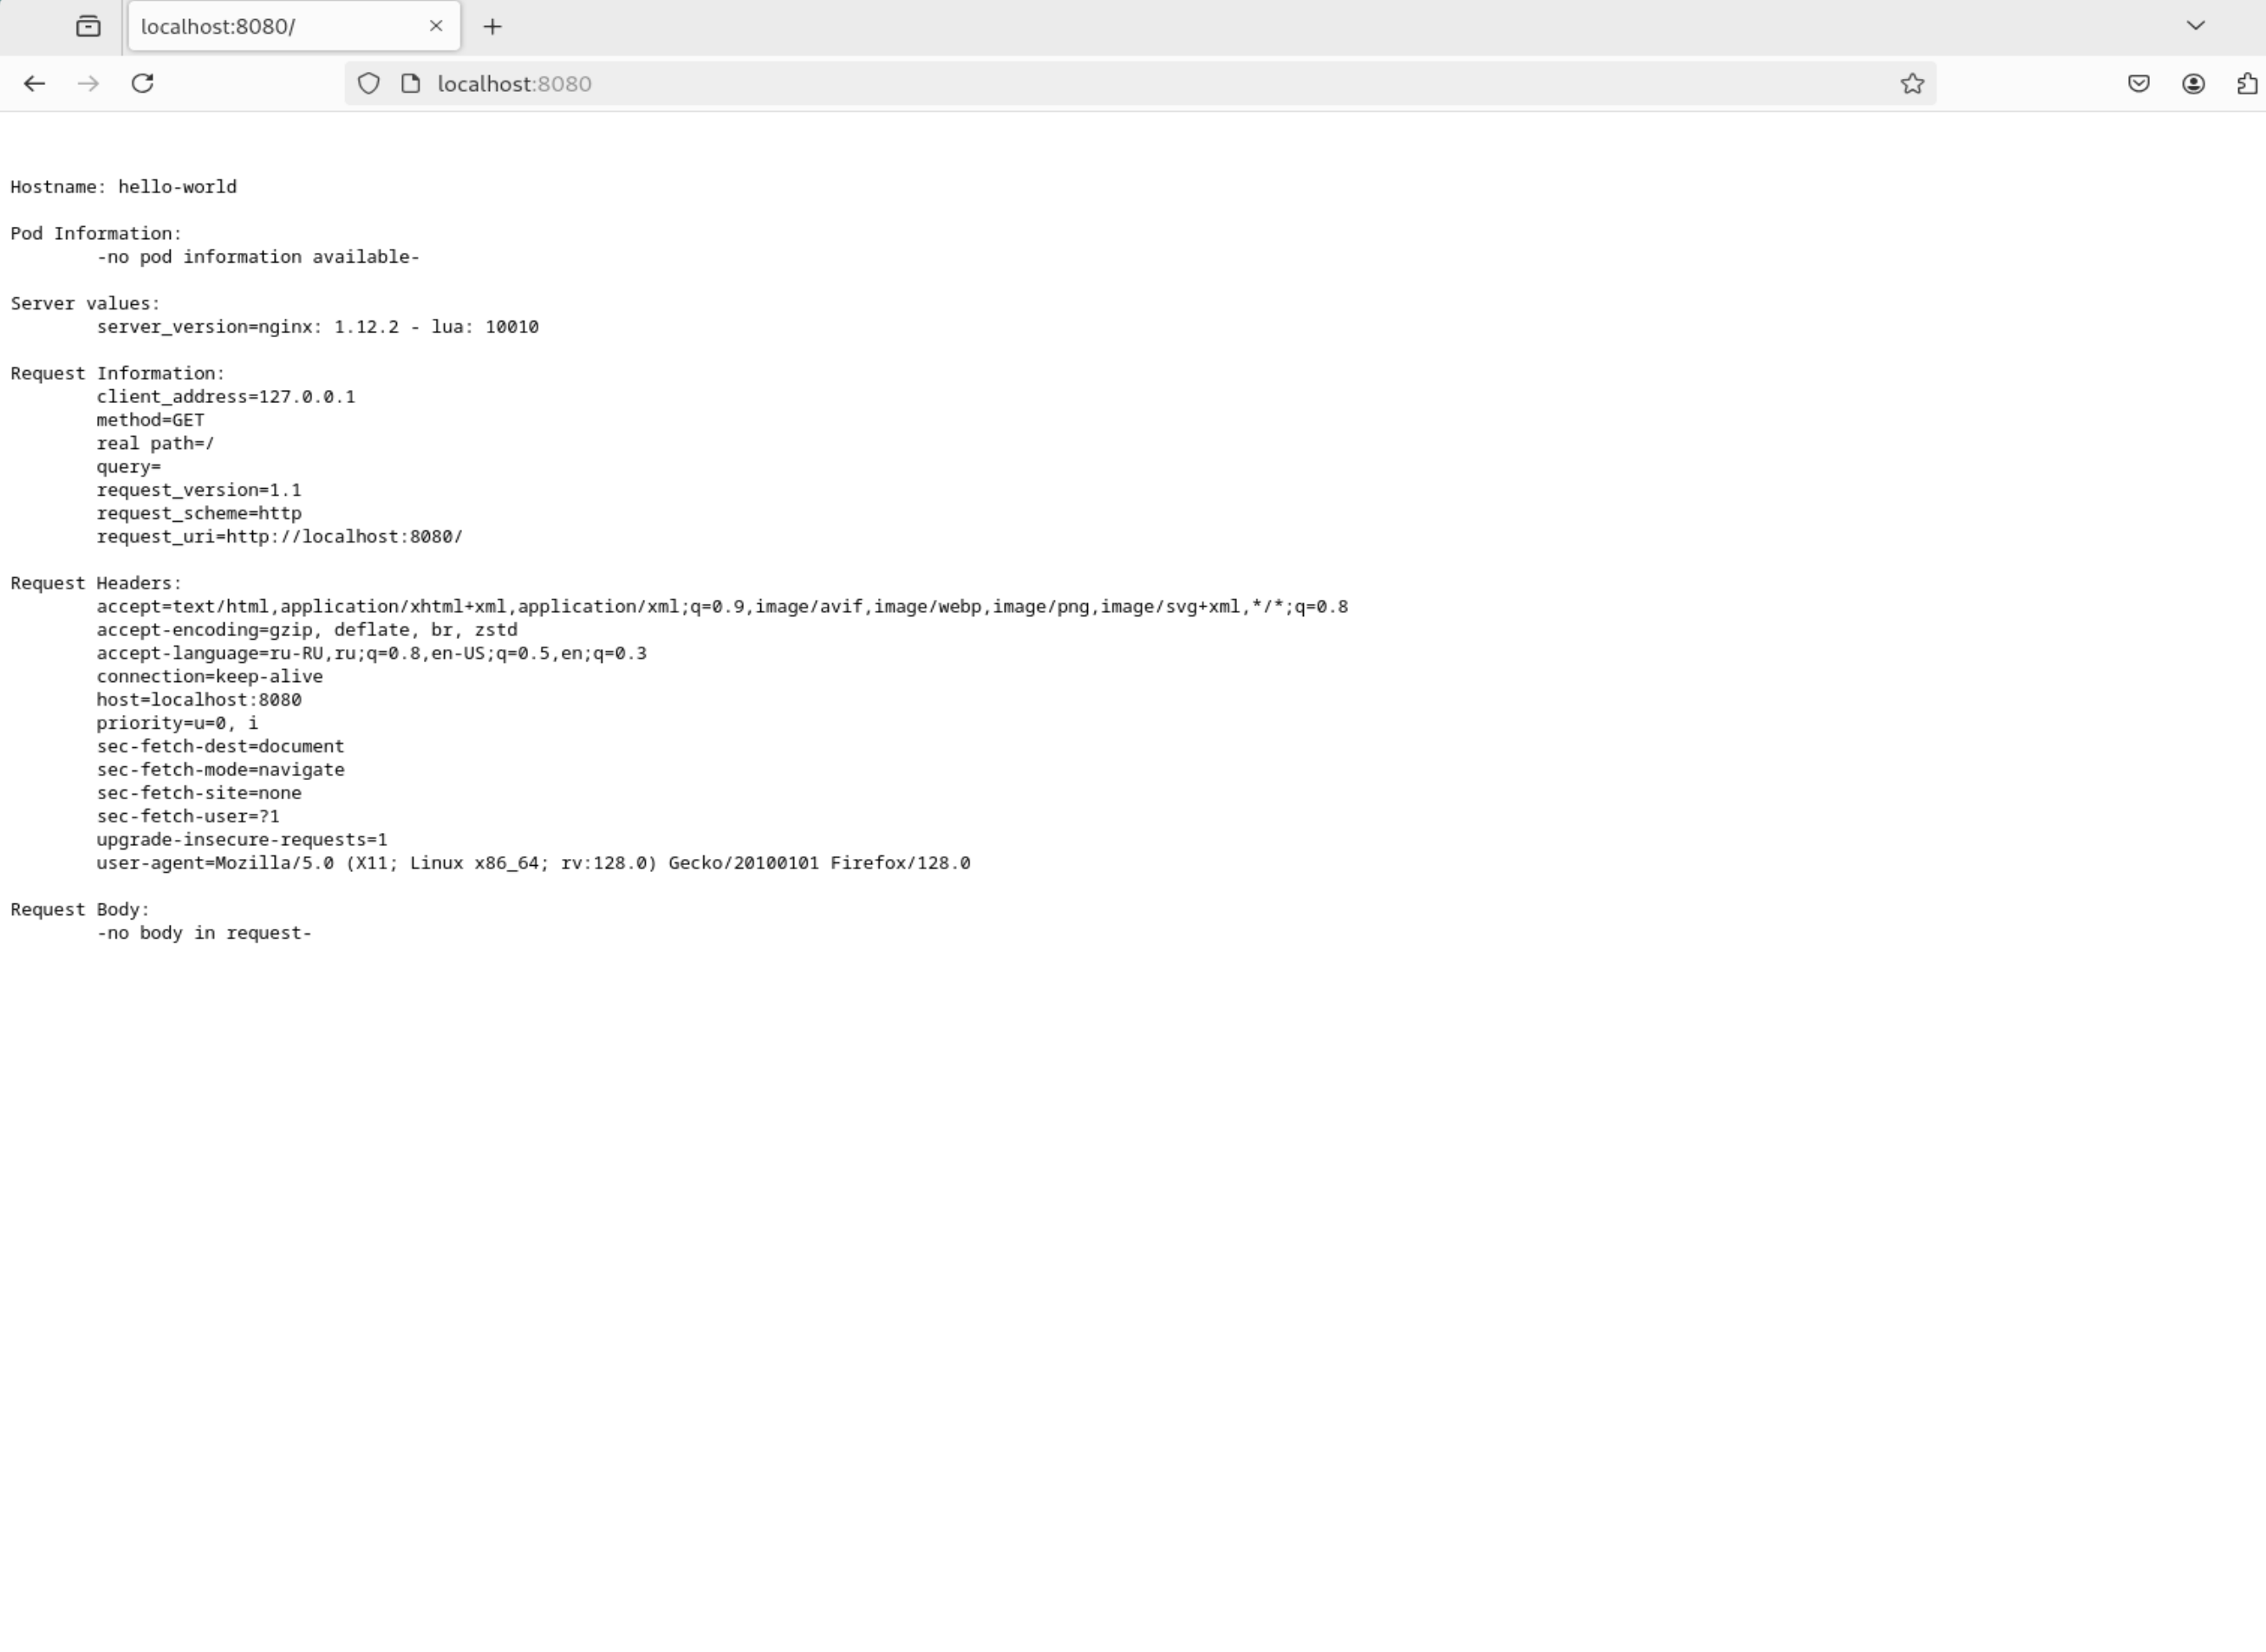 localhost:8080/
localhost:8080
Hostname: hello-world
Pod Information:
-no pod information available-
Server values:
server_version=nginx: 1.12.2 - lua: 10010
Request Information:
client_address=127.0.0.1
method=GET
real path=/
query=
request_version=1.1
request_scheme=http
request_uri=http://localhost:8080/
Request Headers:
accept=text/html,application/xhtml+xml,application/xml;q=0.9,image/avif,image/webp,image/png,image/svg+xml,*/*;q=0.8
accept-encoding=gzip, deflate, br, zstd
accept-language=ru-RU,ru;q=0.8,en-US;q=0.5,en;q=0.3
connection=keep-alive
host=localhost:8080
priority=u=0, i
sec-fetch-dest=document
sec-fetch-mode=navigate
sec-fetch-site=none
sec-fetch-user=?1
upgrade-insecure-requests=1
user-agent=Mozilla/5.0 (X11; Linux x86_64; rv:128.0) Gecko/20100101 Firefox/128.0
Request Body:
-no body in request-